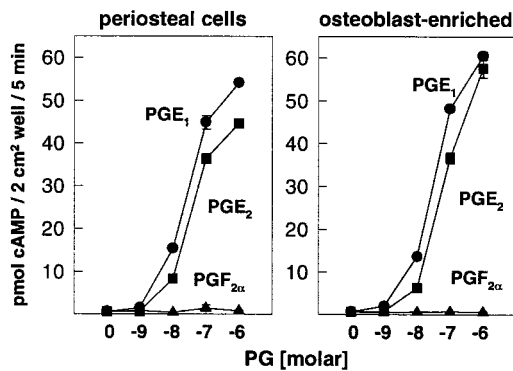 periosteal cells
osteoblast-enriched
pmol cAMP / 2 cm² well / 5 min
60
50
40
30
20
10
PGE₁
PGE₂
PGF₂α
0 -9 -8 -7 -6
60
50
40
30
20
10
PGE₁
PGE₂
PGF₂α
0 -9 -8 -7 -6
PG [molar]